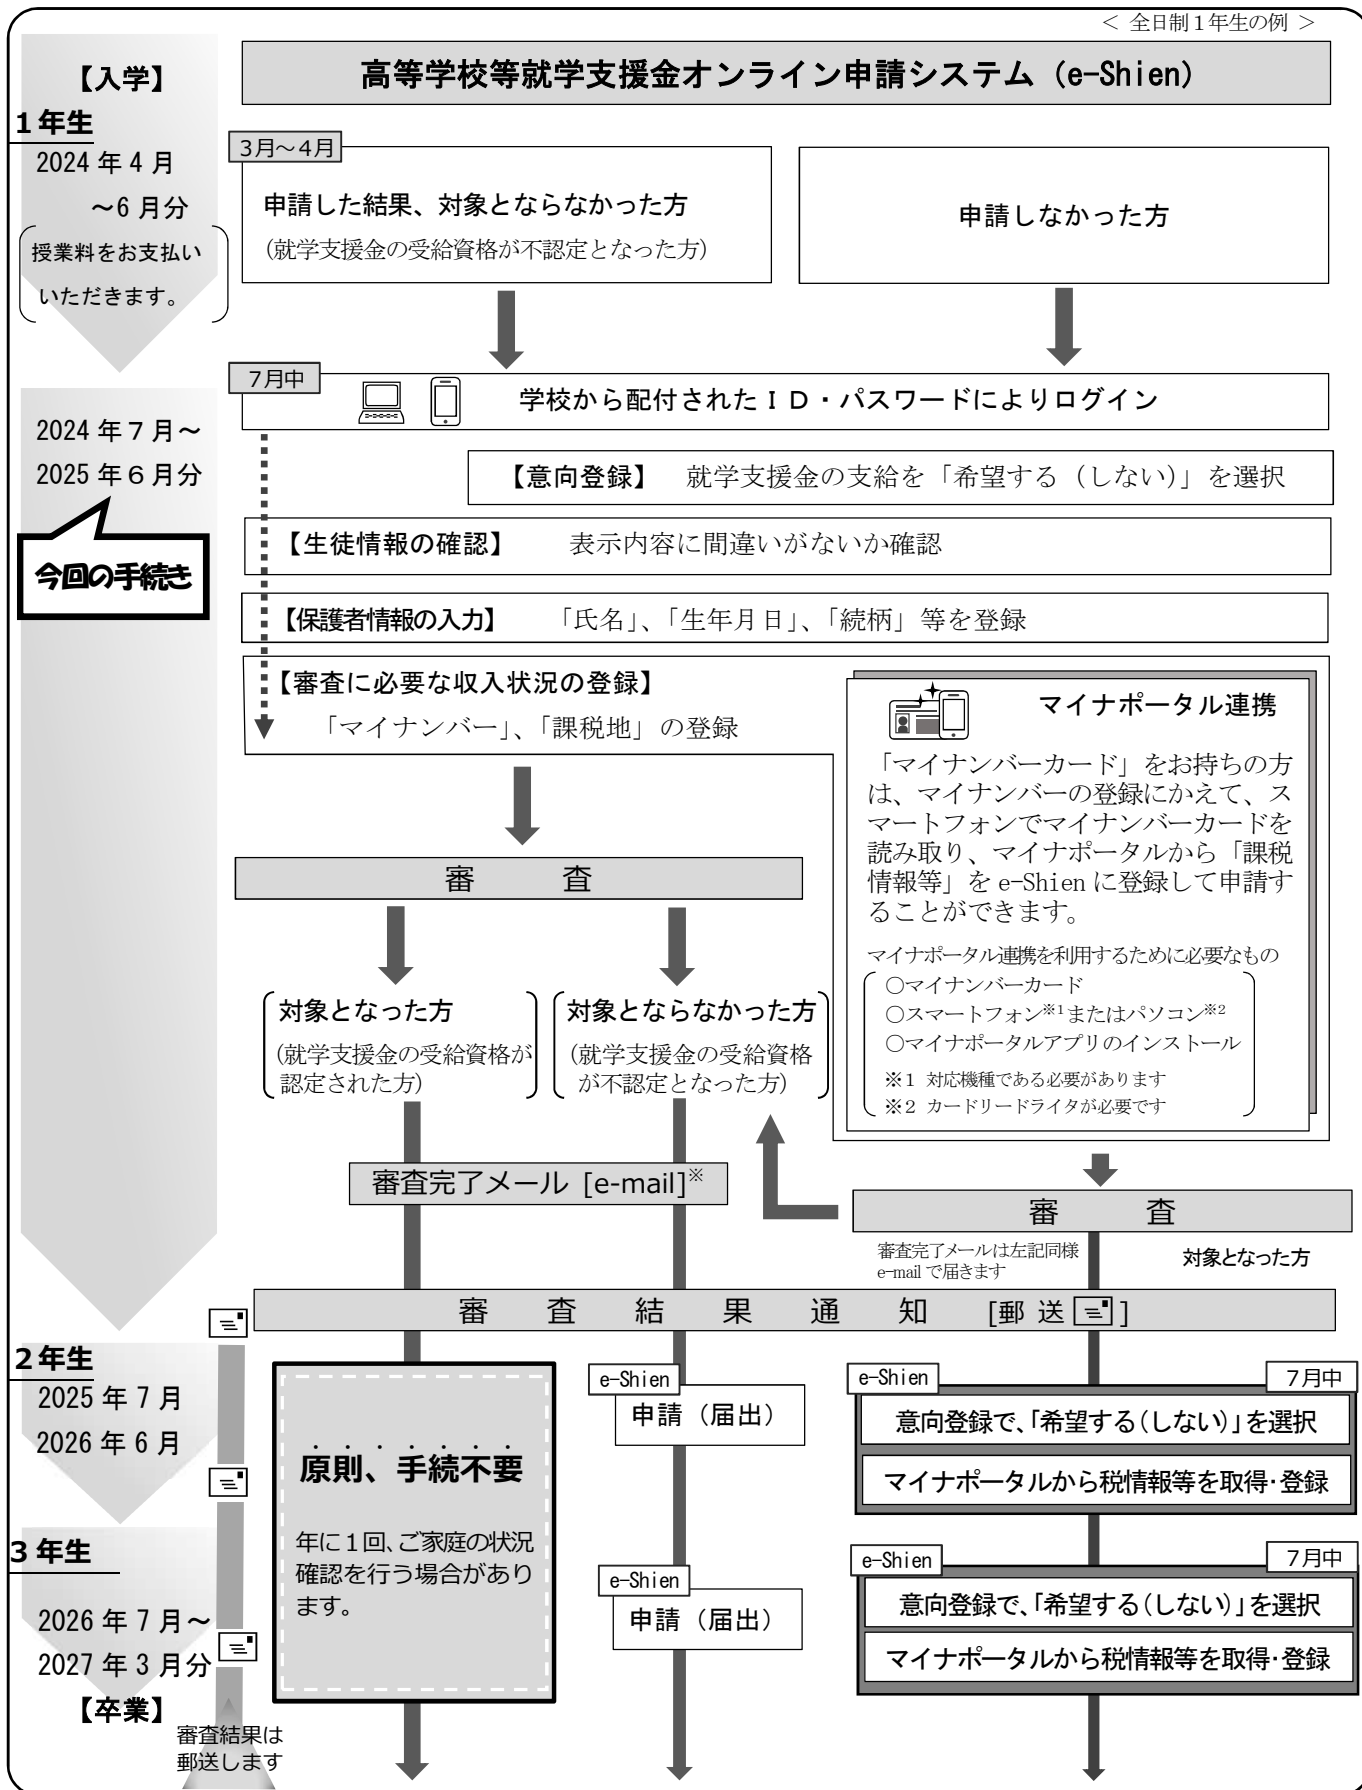 ＜ 全日制１年生の例 ＞
【入学】
高等学校等就学支援金オンライン申請システム（e-Shien）
１年生
2024 年 4 月
～6 月分
授業料をお支払い
いただきます。
３月～４月
申請した結果、対象とならなかった方
（就学支援金の受給資格が不認定となった方）
申請しなかった方
７月中
学校から配付されたＩＤ・パスワードによりログイン
2024 年 7 月～
2025 年 6 月分
今回の手続き
【意向登録】 就学支援金の支給を「希望する（しない）」を選択
【生徒情報の確認】 表示内容に間違いがないか確認
【保護者情報の入力】 「氏名」、「生年月日」、「続柄」等を登録
【審査に必要な収入状況の登録】
「マイナンバー」、「課税地」の登録
マイナポータル連携
「マイナンバーカード」をお持ちの方
は、マイナンバーの登録にかえて、ス
マートフォンでマイナンバーカードを
読み取り、マイナポータルから「課税
情報等」を e-Shien に登録して申請す
ることができます。
マイナポータル連携を利用するために必要なもの
○マイナンバーカード
○スマートフォン※1またはパソコン※2
○マイナポータルアプリのインストール
※１ 対応機種である必要があります
※２ カードリードライタが必要です
審 査
対象となった方
（就学支援金の受給資格が
認定された方）
対象とならなかった方
（就学支援金の受給資格
が不認定となった方）
審査完了メール [e-mail]※
審 査
審査完了メールは左記同様
e-mail で届きます
対象となった方
審 査 結 果 通 知 [郵 送 ]
２年生
2025 年 7 月
2026 年 6 月
原則、手続不要
年に１回、ご家庭の状況
確認を行う場合があり
ます。
e-Shien
申請（届出）
e-Shien
７月中
意向登録で、「希望する（しない）」を選択
マイナポータルから税情報等を取得・登録
３年生
2026 年 7 月～
2027 年 3 月分
【卒業】
e-Shien
申請（届出）
e-Shien
７月中
意向登録で、「希望する（しない）」を選択
マイナポータルから税情報等を取得・登録
審査結果は
郵送します